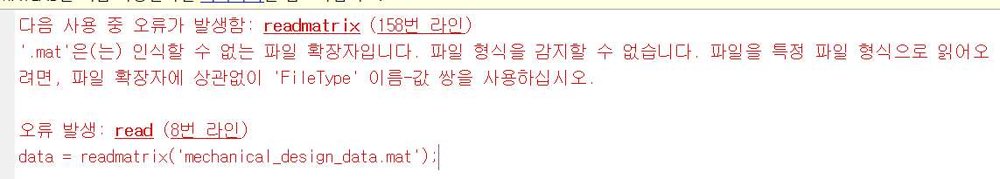 다음 사용 중 오류가 발생함: readmatrix (158번 라인)
'.mat'은(는) 인식할 수 없는 파일 확장자입니다. 파일 형식을 감지할 수 없습니다. 파일을 특정 파일 형식으로 읽어오
려면, 파일 확장자에 상관없이 'FileType' 이름-값 쌍을 사용하십시오.
오류 발생: read (8번 라인)
data = readmatrix('mechanical_design_data.mat');